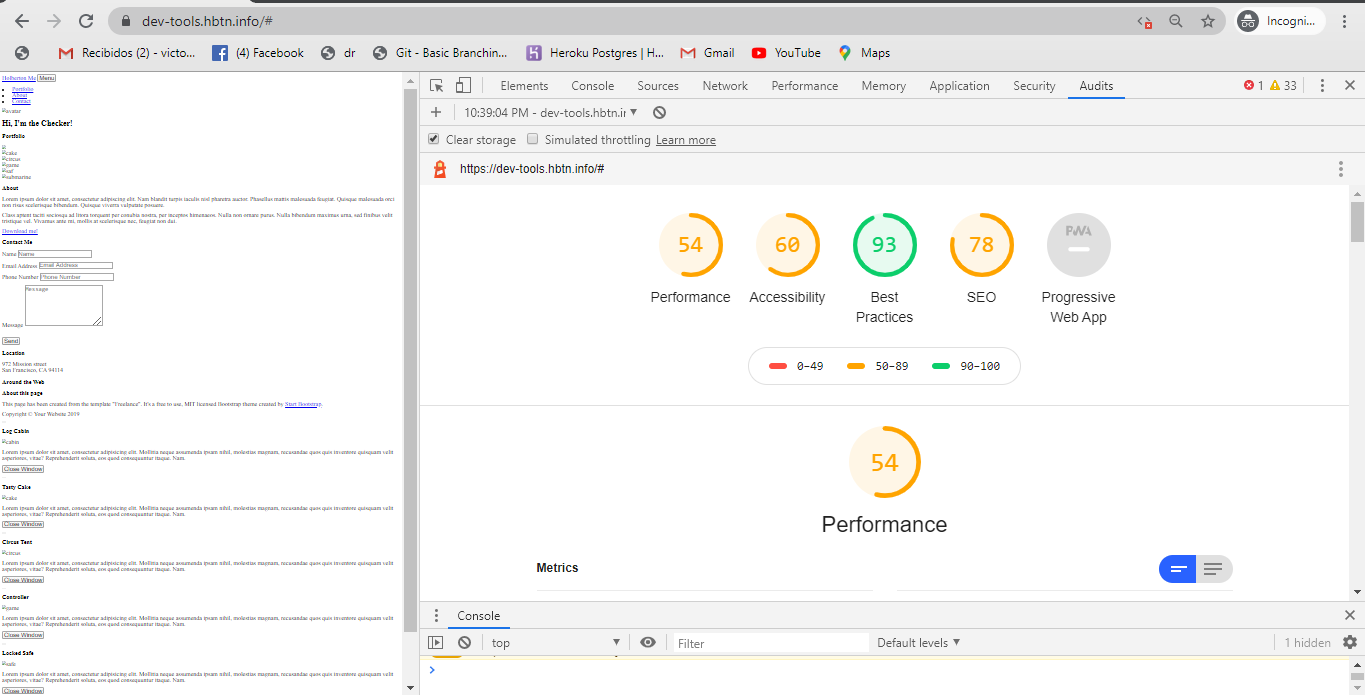 dev-tools.hbtn.info/#
Incogni...
Recibidos (2) - victo...
(4) Facebook
dr
Git - Basic Branchin...
Heroku Postgres | H...
Gmail
YouTube
Maps
Holberton Me Menu
Portfolio
About
Contact
avatar
Hi, I'm the Checker!
Portfolio
cake
circus
game
saf
submarine
About
Lorem ipsum dolor sit amet, consectetur adipiscing elit. Nam blandit turpis iaculis nisl pharetra auctor. Phasellus mattis malesuada feugiat. Quisque malesuada orci
non risus scelerisque bibendum. Quisque viverra vulputate posuere.
Class aptent taciti sociosqu ad litora torquent per conubia nostra, per inceptos himenaeos. Nulla non ornare purus. Nulla bibendum maximus urna, sed finibus velit
tristique vel. Vivamus ante mi, mollis at scelerisque nec, feugiat non dui.
Download me!
Contact Me
Name Name
Email Address Email Address
Phone Number Phone Number
Message
Message
Send
Location
972 Mission street
San Francisco, CA 94114
Around the Web
About this page
This page has been created from the template "Freelance". It's a free to use, MIT licensed Bootstrap theme created by Start Bootstrap.
Copyright © Your Website 2019
Log Cabin
cabin
Lorem ipsum dolor sit amet, consectetur adipisicing elit. Mollitia neque assumenda ipsam nihil, molestias magnam, recusandae quos quis inventore quisquam velit
asperiores, vitae? Reprehenderit soluta, eos quod consequuntur itaque. Nam.
Close Window
Tasty Cake
cake
Lorem ipsum dolor sit amet, consectetur adipisicing elit. Mollitia neque assumenda ipsam nihil, molestias magnam, recusandae quos quis inventore quisquam velit
asperiores, vitae? Reprehenderit soluta, eos quod consequuntur itaque. Nam.
Close Window
Circus Tent
circus
Lorem ipsum dolor sit amet, consectetur adipisicing elit. Mollitia neque assumenda ipsam nihil, molestias magnam, recusandae quos quis inventore quisquam velit
asperiores, vitae? Reprehenderit soluta, eos quod consequuntur itaque. Nam.
Close Window
Controller
game
Lorem ipsum dolor sit amet, consectetur adipisicing elit. Mollitia neque assumenda ipsam nihil, molestias magnam, recusandae quos quis inventore quisquam velit
asperiores, vitae? Reprehenderit soluta, eos quod consequuntur itaque. Nam.
Close Window
Locked Safe
safe
Lorem ipsum dolor sit amet, consectetur adipisicing elit. Mollitia neque assumenda ipsam nihil, molestias magnam, recusandae quos quis inventore quisquam velit
asperiores, vitae? Reprehenderit soluta, eos quod consequuntur itaque. Nam.
Close Window
Elements Console Sources Network Performance Memory Application Security Audits 1 33
10:39:04 PM - dev-tools.hbtn.ir
Clear storage Simulated throttling Learn more
https://dev-tools.hbtn.info/#
54
Performance
60
Accessibility
93
Best
Practices
78
SEO
PWA
Progressive
Web App
0–49 50–89 90–100
54
Performance
Metrics
Console
top
Filter
Default levels
1 hidden